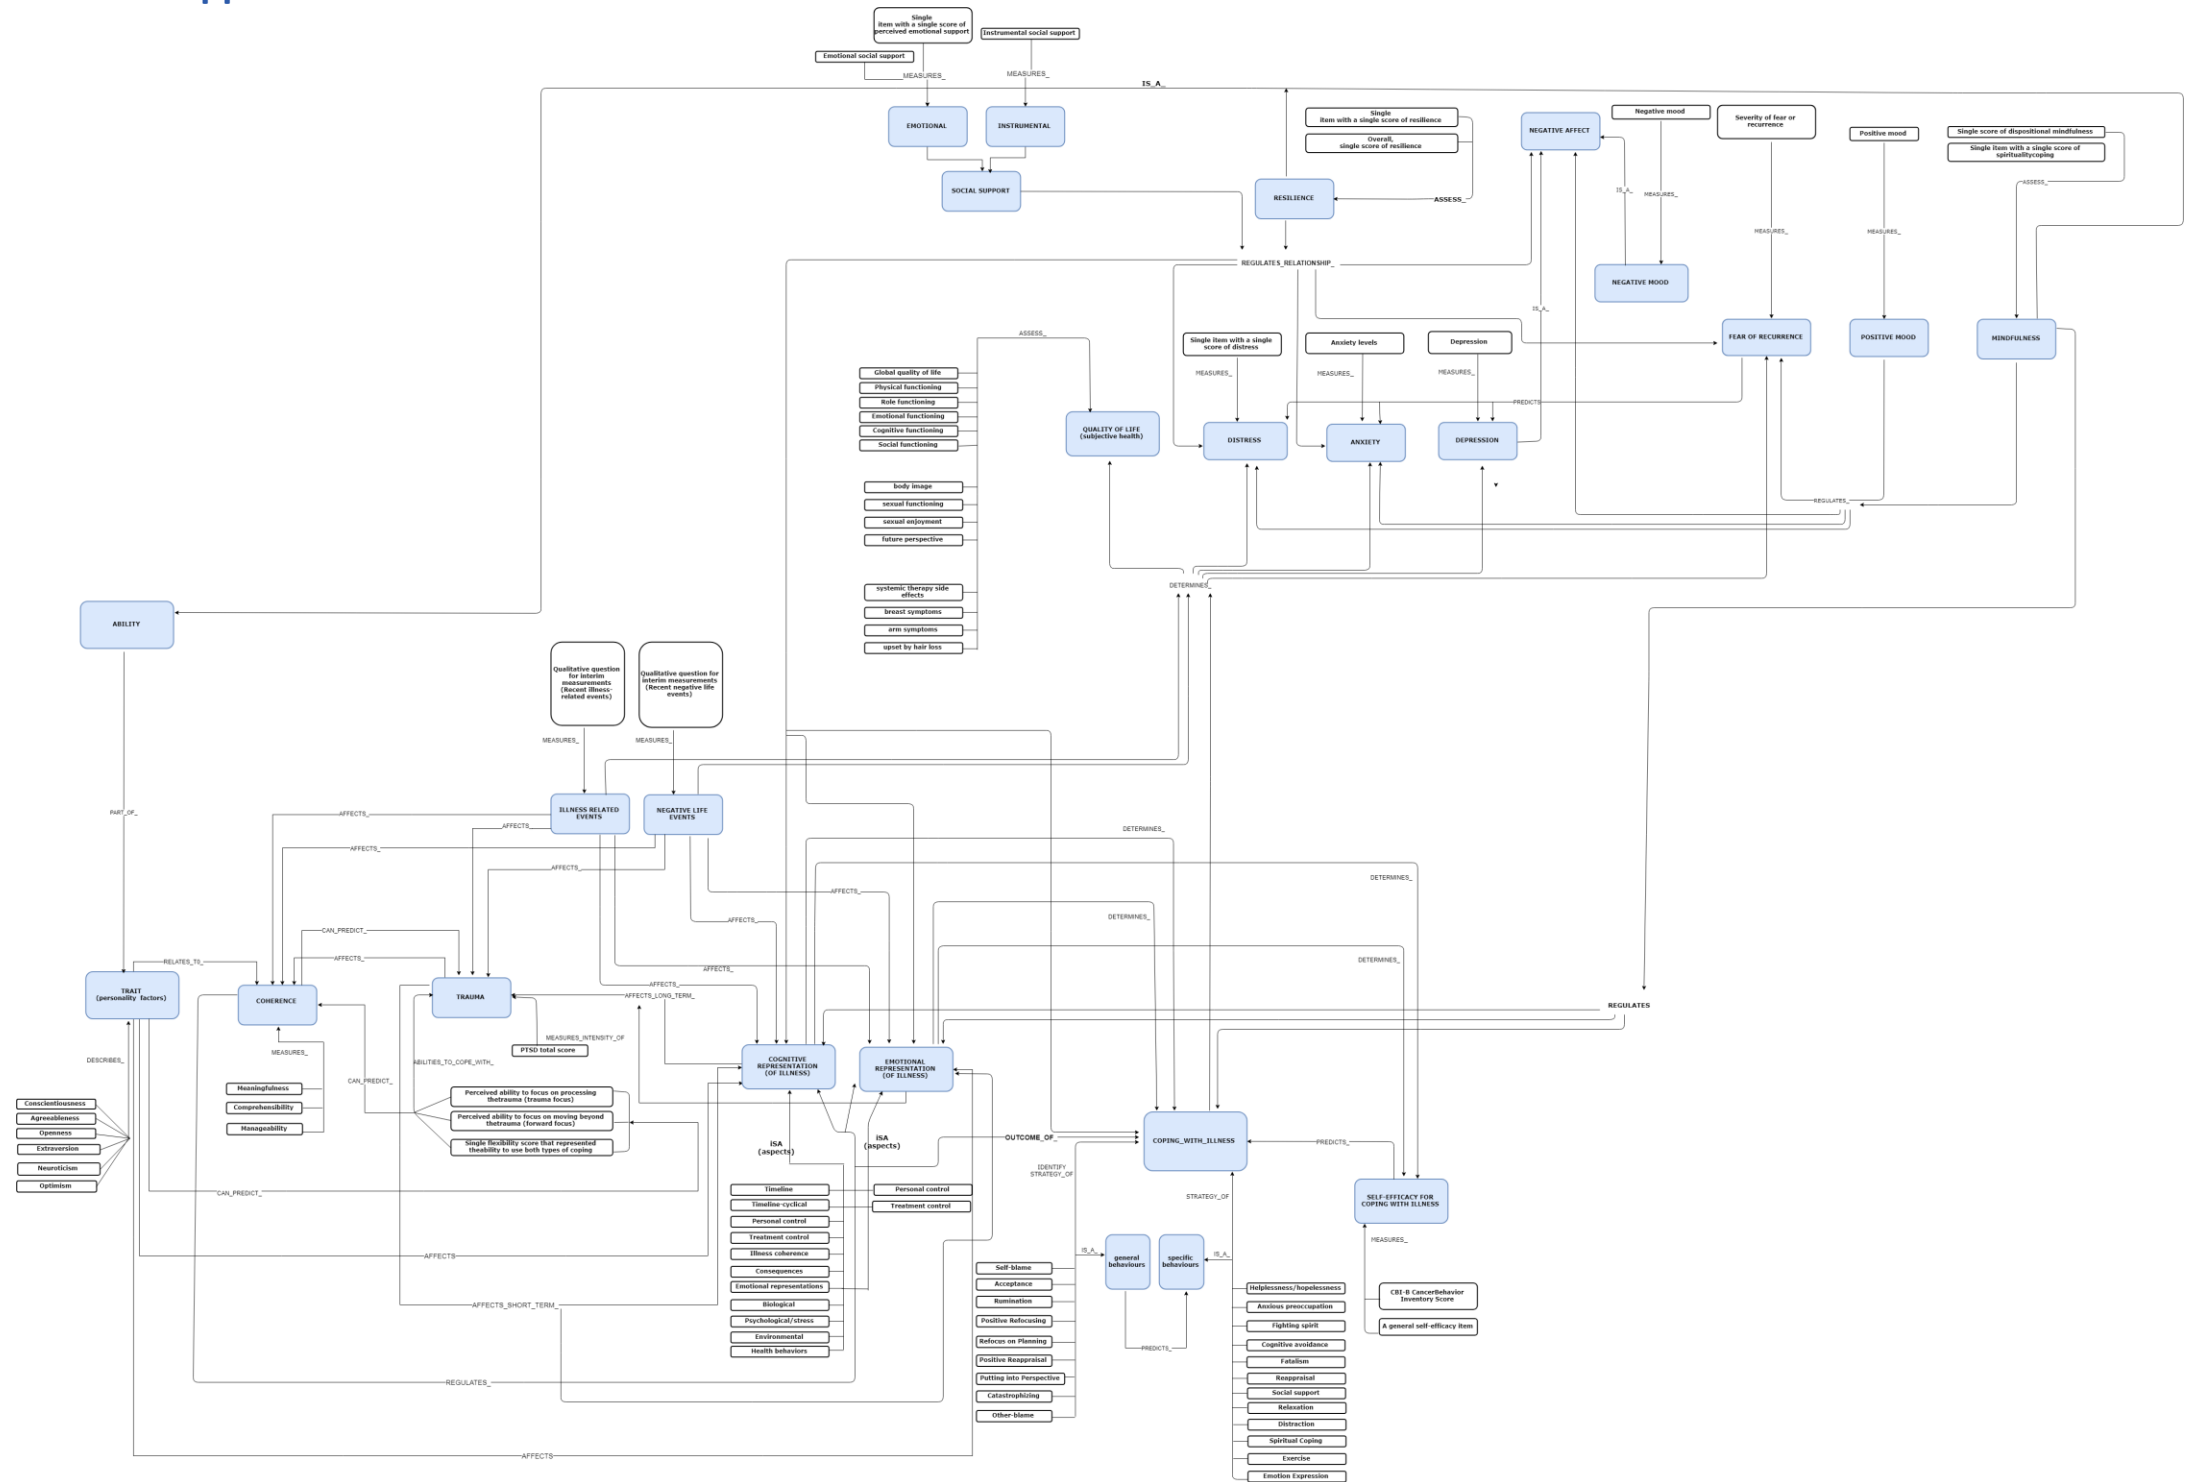 Single
item with a single score of
perceived emotional support
Instrumental social support
Emotional social support
MEASURES_
MEASURES_
IS_A_
EMOTIONAL
INSTRUMENTAL
SOCIAL SUPPORT
Single
item with a single score of resilience
Overall,
single score of resilience
RESILIENCE
ASSESS_
NEGATIVE AFFECT
Negative mood
Severity of fear or
recurrence
Positive mood
Single score of dispositional mindfulness
Single item with a single score of
spiritualitycoping
ASSESS_
IS_A_
MEASURES_
MEASURES_
MEASURES_
REGULATES_RELATIONSHIP_
NEGATIVE MOOD
IS_A_
FEAR OF RECURRENCE
POSITIVE MOOD
MINDFULNESS
ASSESS_
Single item with a single
score of distress
Anxiety levels
Depression
MEASURES_
MEASURES_
MEASURES_
Global quality of life
Physical functioning
Role functioning
Emotional functioning
Cognitive functioning
Social functioning
PREDICTS
QUALITY OF LIFE
(subjective health)
DISTRESS
ANXIETY
DEPRESSION
body image
sexual functioning
sexual enjoyment
future perspective
REGULATES_
systemic therapy side
effects
breast symptoms
arm symptoms
upset by hair loss
DETERMINES_
ABILITY
Qualitative question
for interim
measurements
(Recent illness-
related events)
Qualitative question for
interim measurements
(Recent negative life
events)
MEASURES_
MEASURES_
ILLNESS RELATED
EVENTS
NEGATIVE LIFE
EVENTS
PART_OF_
AFFECTS_
AFFECTS_
AFFECTS_
AFFECTS_
AFFECTS_
AFFECTS_
DETERMINES_
DETERMINES_
DETERMINES_
DETERMINES_
CAN_PREDICT_
RELATES_TO_
AFFECTS_
AFFECTS_
AFFECTS_
AFFECTS_LONG_TERM_
TRAIT
(personality factors)
COHERENCE
TRAUMA
REGULATES
MEASURES_INTENSITY_OF
PTSD total score
DESCRIBES_
MEASURES_
ABILITIES_TO_COPE_WITH_
CAN_PREDICT_
COGNITIVE
REPRESENTATION
(OF ILLNESS)
EMOTIONAL
REPRESENTATION
(OF ILLNESS)
Meaningfulness
Comprehensibility
Manageability
Conscientiousness
Agreeableness
Openness
Extraversion
Neuroticism
Optimism
Perceived ability to focus on processing
thetrauma (trauma focus)
Perceived ability to focus on moving beyond
thetrauma (forward focus)
Single flexibility score that represented
theability to use both types of coping
iSA
(aspects)
iSA
(aspects)
OUTCOME_OF_
COPING_WITH_ILLNESS
PREDICTS_
IDENTIFY
STRATEGY_OF
STRATEGY_OF
SELF-EFFICACY FOR
COPING WITH ILLNESS
CAN_PREDICT_
Timeline
Personal control
Timeline-cyclical
Treatment control
Personal control
Treatment control
Illness coherence
Consequences
Emotional representations
Biological
Psychological/stress
Environmental
Health behaviors
AFFECTS
AFFECTS_SHORT_TERM_
REGULATES_
AFFECTS
IS_A_
general
behaviours
specific
behaviours
IS_A_
PREDICTS_
MEASURES_
CBI-B CancerBehavior
Inventory Score
A general self-efficacy item
Self-blame
Acceptance
Rumination
Positive Refocusing
Refocus on Planning
Positive Reappraisal
Putting into Perspective
Catastrophizing
Other-blame
Helplessness/hopelessness
Anxious preoccupation
Fighting spirit
Cognitive avoidance
Fatalism
Reappraisal
Social support
Relaxation
Distraction
Spiritual Coping
Exercise
Emotion Expression